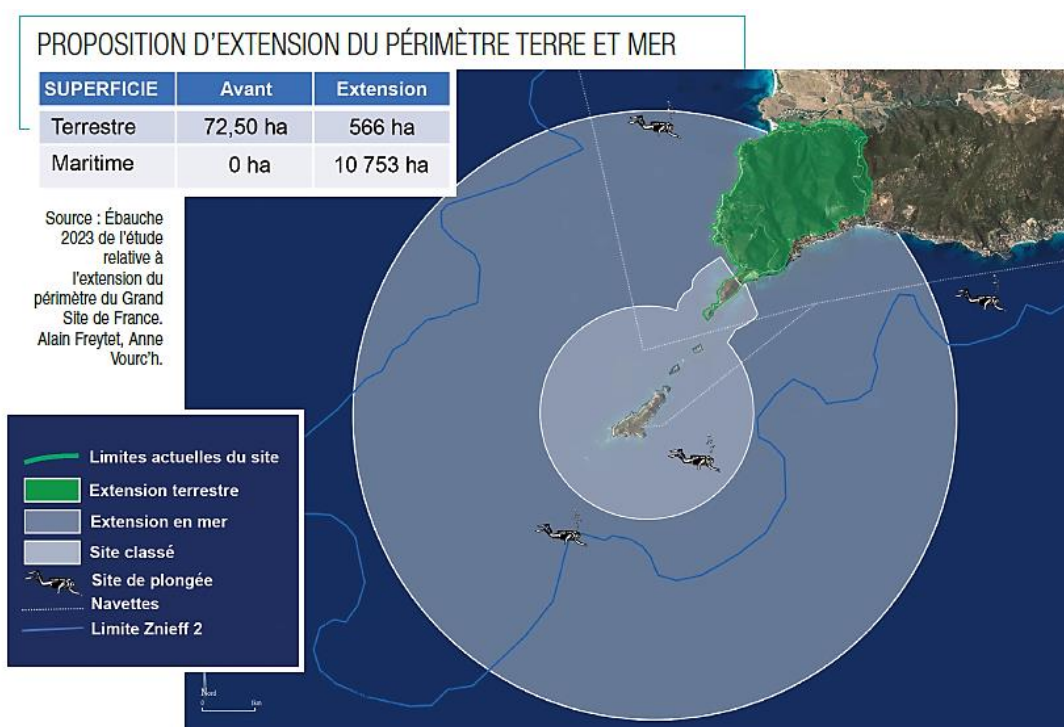 PROPOSITION D'EXTENSION DU PÉRIMÈTRE TERRE ET MER
SUPERFICIE Avant Extension
Terrestre 72,50 ha 566 ha
Maritime 0 ha 10 753 ha
Source : Ébauche
2023 de l'étude
relative à
l'extension du
périmètre du Grand
Site de France.
Alain Freytet, Anne
Vourc'h.
Limites actuelles du site
Extension terrestre
Extension en mer
Site classé
Site de plongée
Navettes
Limite Znieff 2
Nord
0 1km